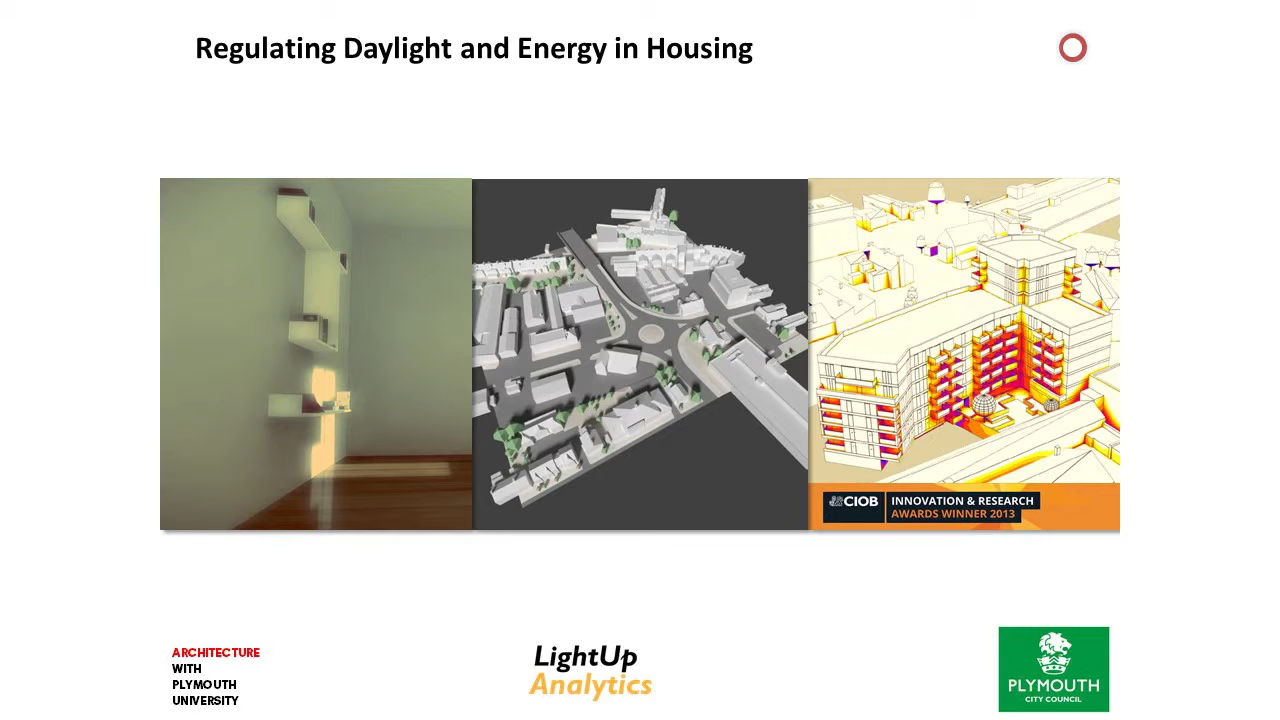 Regulating Daylight and Energy in Housing
CIOB
INNOVATION & RESEARCH
AWARDS WINNER 2013
ARCHITECTURE
WITH
PLYMOUTH
UNIVERSITY
LightUp
Analytics
PLYMOUTH
CITY COUNCIL